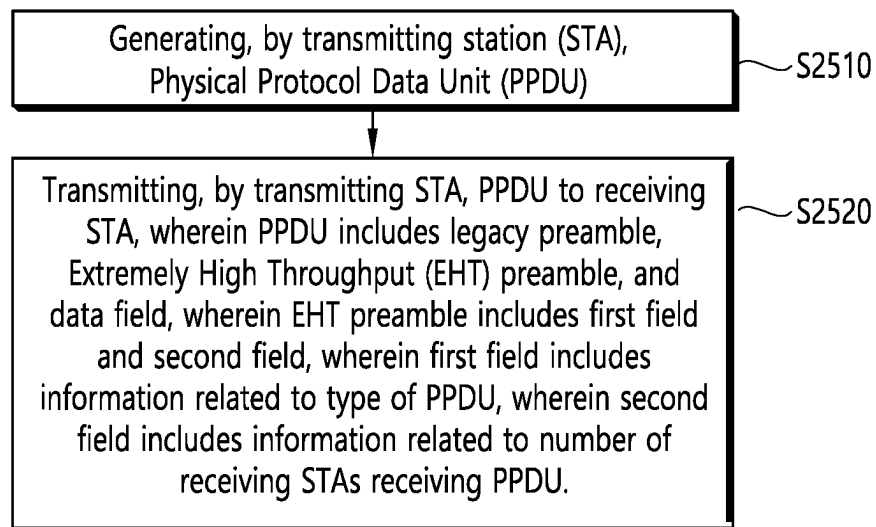 Generating, by transmitting station (STA),
Physical Protocol Data Unit (PPDU)
S2510
Transmitting, by transmitting STA, PPDU to receiving
STA, wherein PPDU includes legacy preamble,
Extremely High Throughput (EHT) preamble, and
data field, wherein EHT preamble includes first field
and second field, wherein first field includes
information related to type of PPDU, wherein second
field includes information related to number of
receiving STAs receiving PPDU.
S2520